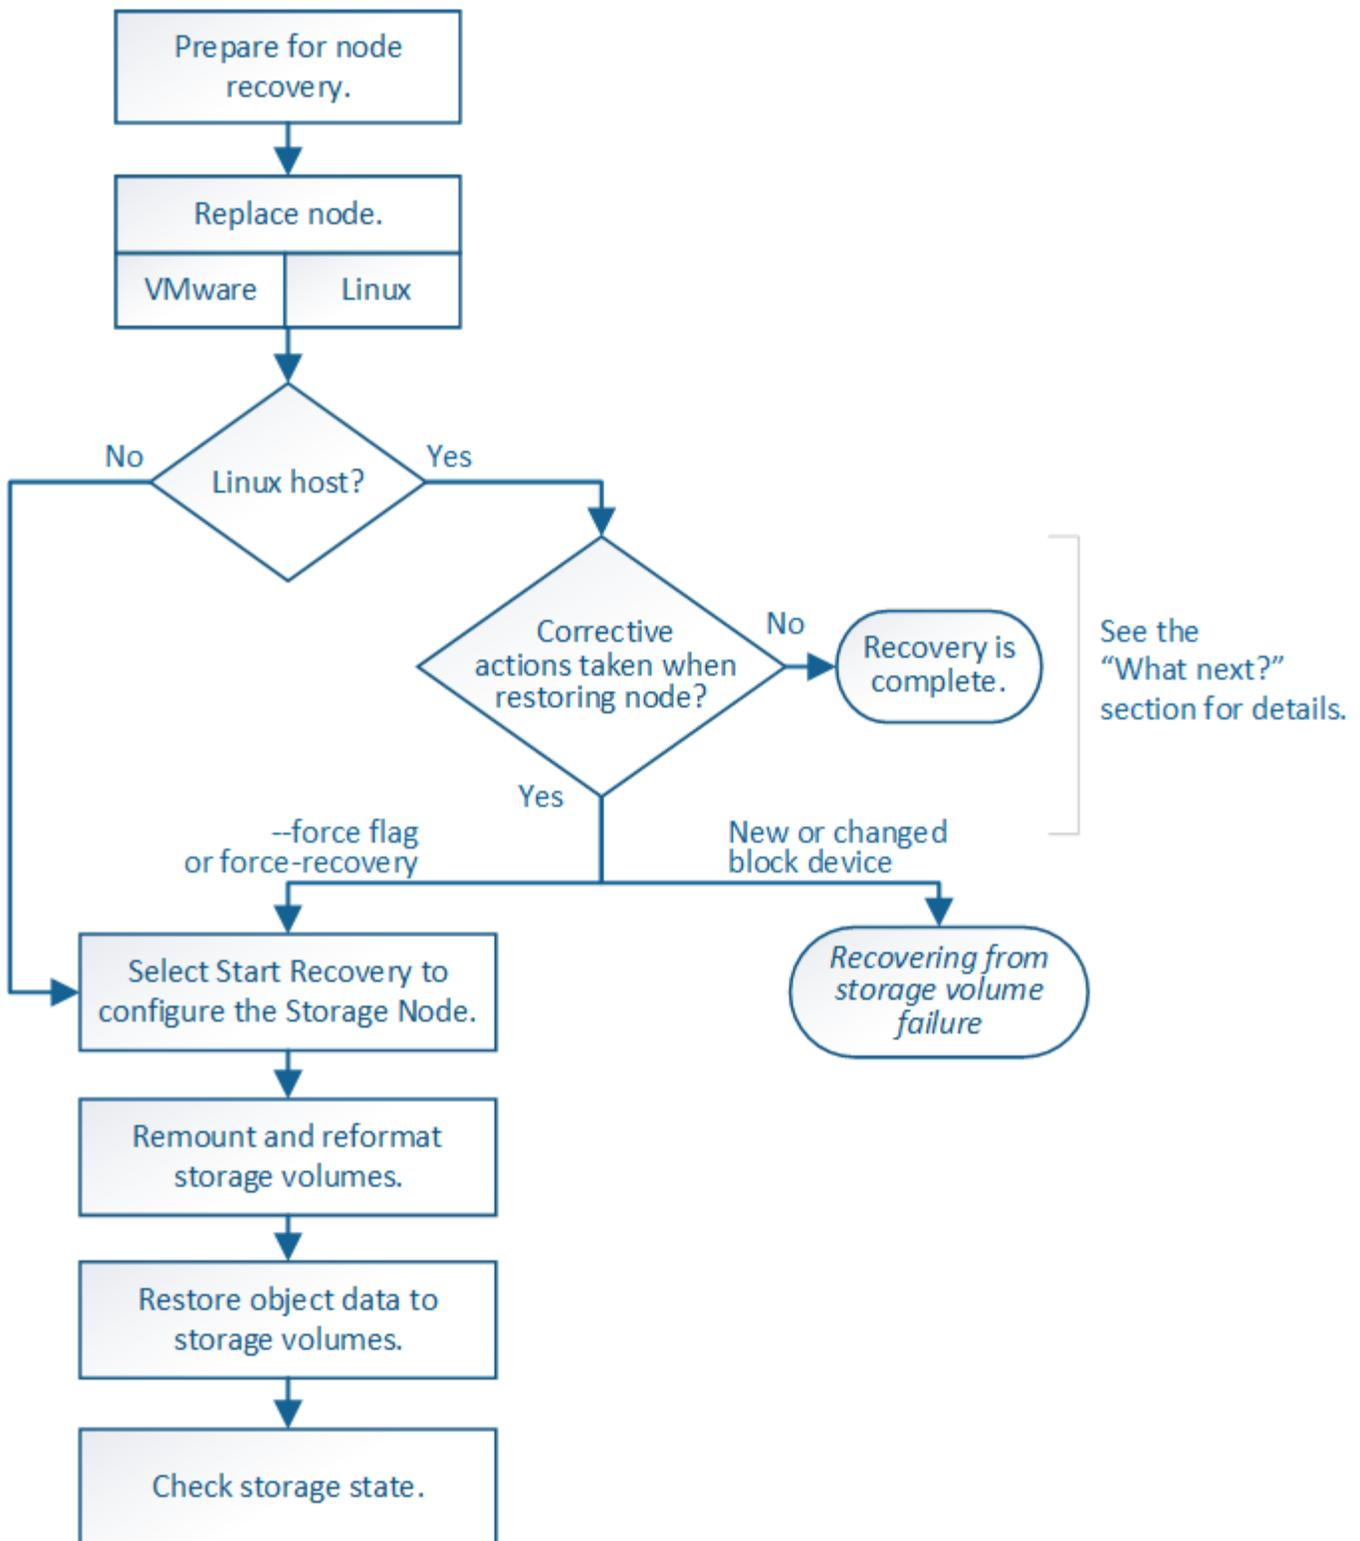 Prepare for node
recovery.
Replace node.
VMware
Linux
Linux host?
No
Yes
Corrective
actions taken when
restoring node?
No
Recovery is
complete.
See the
“What next?”
section for details.
Yes
--force flag
or force-recovery
New or changed
block device
Select Start Recovery to
configure the Storage Node.
Recovering from
storage volume
failure
Remount and reformat
storage volumes.
Restore object data to
storage volumes.
Check storage state.